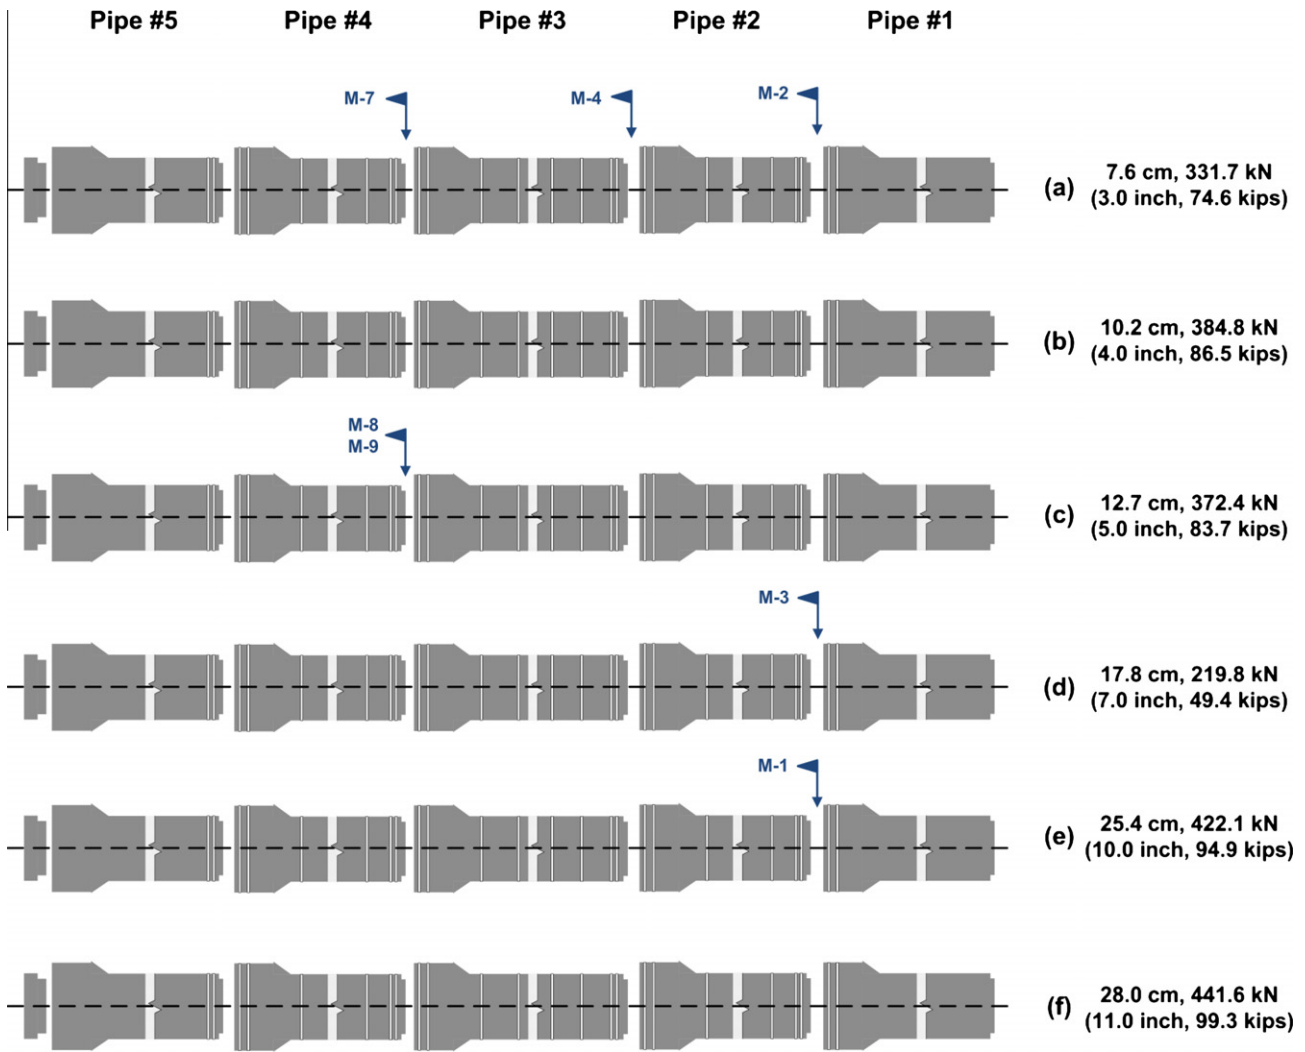 Pipe #5 Pipe #4 Pipe #3 Pipe #2 Pipe #1
M-7 M-4 M-2
(a) 7.6 cm, 331.7 kN
(3.0 inch, 74.6 kips)
(b) 10.2 cm, 384.8 kN
(4.0 inch, 86.5 kips)
M-8
M-9
(c) 12.7 cm, 372.4 kN
(5.0 inch, 83.7 kips)
M-3
(d) 17.8 cm, 219.8 kN
(7.0 inch, 49.4 kips)
M-1
(e) 25.4 cm, 422.1 kN
(10.0 inch, 94.9 kips)
(f) 28.0 cm, 441.6 kN
(11.0 inch, 99.3 kips)